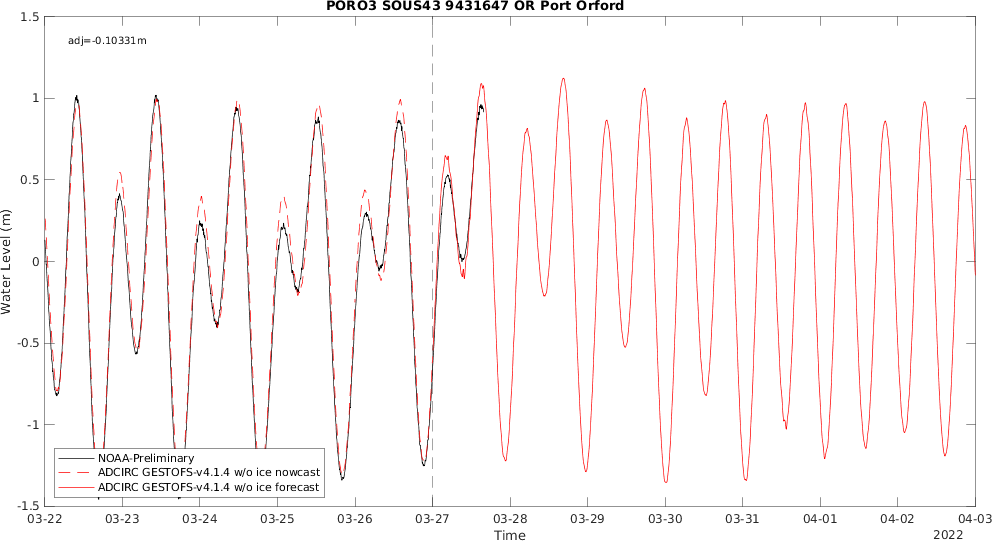 PORO3 SOUS43 9431647 OR Port Orford
adj=-0.10331m
1.5
1
0.5
0
-0.5
-1
-1.5
Water Level (m)
NOAA-Preliminary
ADCIRC GESTOFS-v4.1.4 w/o ice nowcast
ADCIRC GESTOFS-v4.1.4 w/o ice forecast
03-22 03-23 03-24 03-25 03-26 03-27 03-28 03-29 03-30 03-31 04-01 04-02 04-03
Time
2022